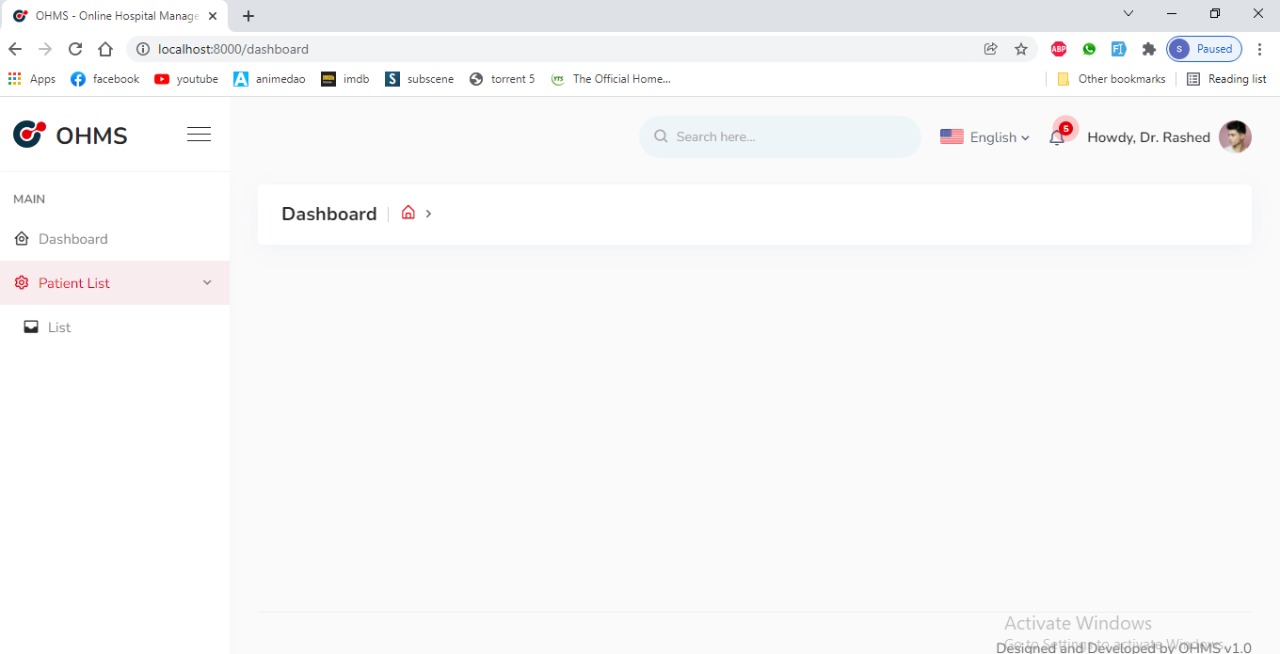 OHMS - Online Hospital Manage
localhost:8000/dashboard
ABP
S Paused
Apps facebook youtube animedao imdb subscene torrent 5 The Official Home... Other bookmarks Reading list
OHMS
Search here...
English
5
Howdy, Dr. Rashed
MAIN
Dashboard
Patient List
List
Dashboard
Activate Windows
Go to Settings to activate Windows.
Designed and Developed by OHMS v1.0